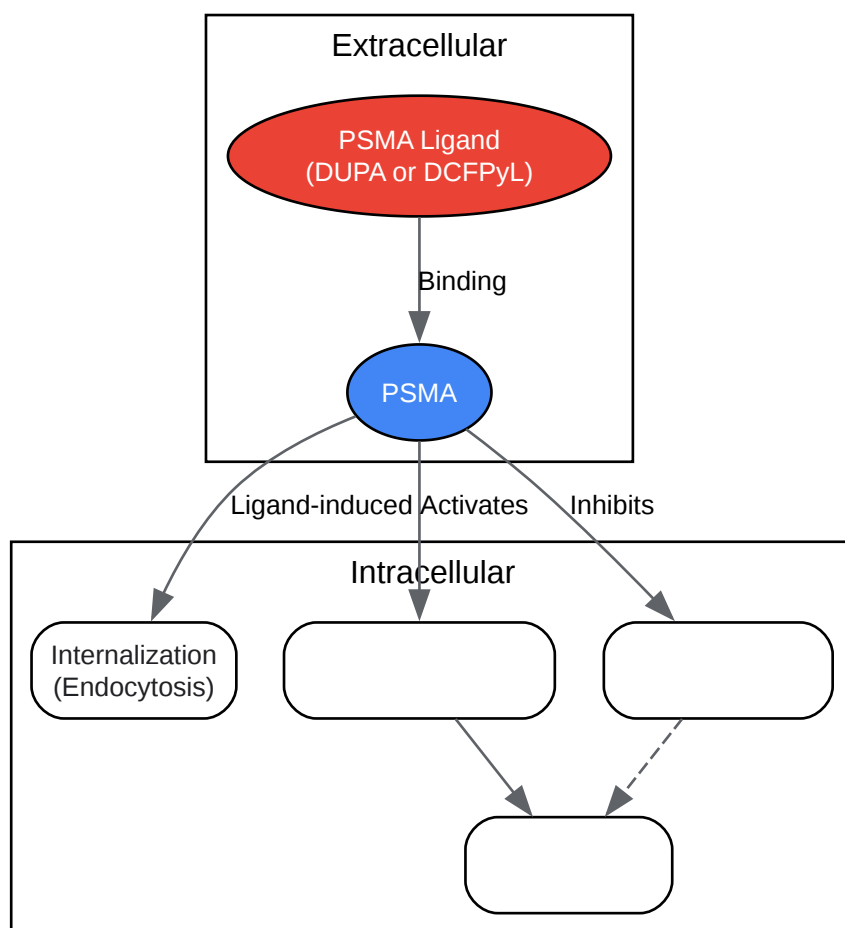 Extracellular
PSMA Ligand
(DUPA or DCFPyL)
Binding
PSMA
Ligand-induced
Activates
Inhibits
Intracellular
Internalization
(Endocytosis)